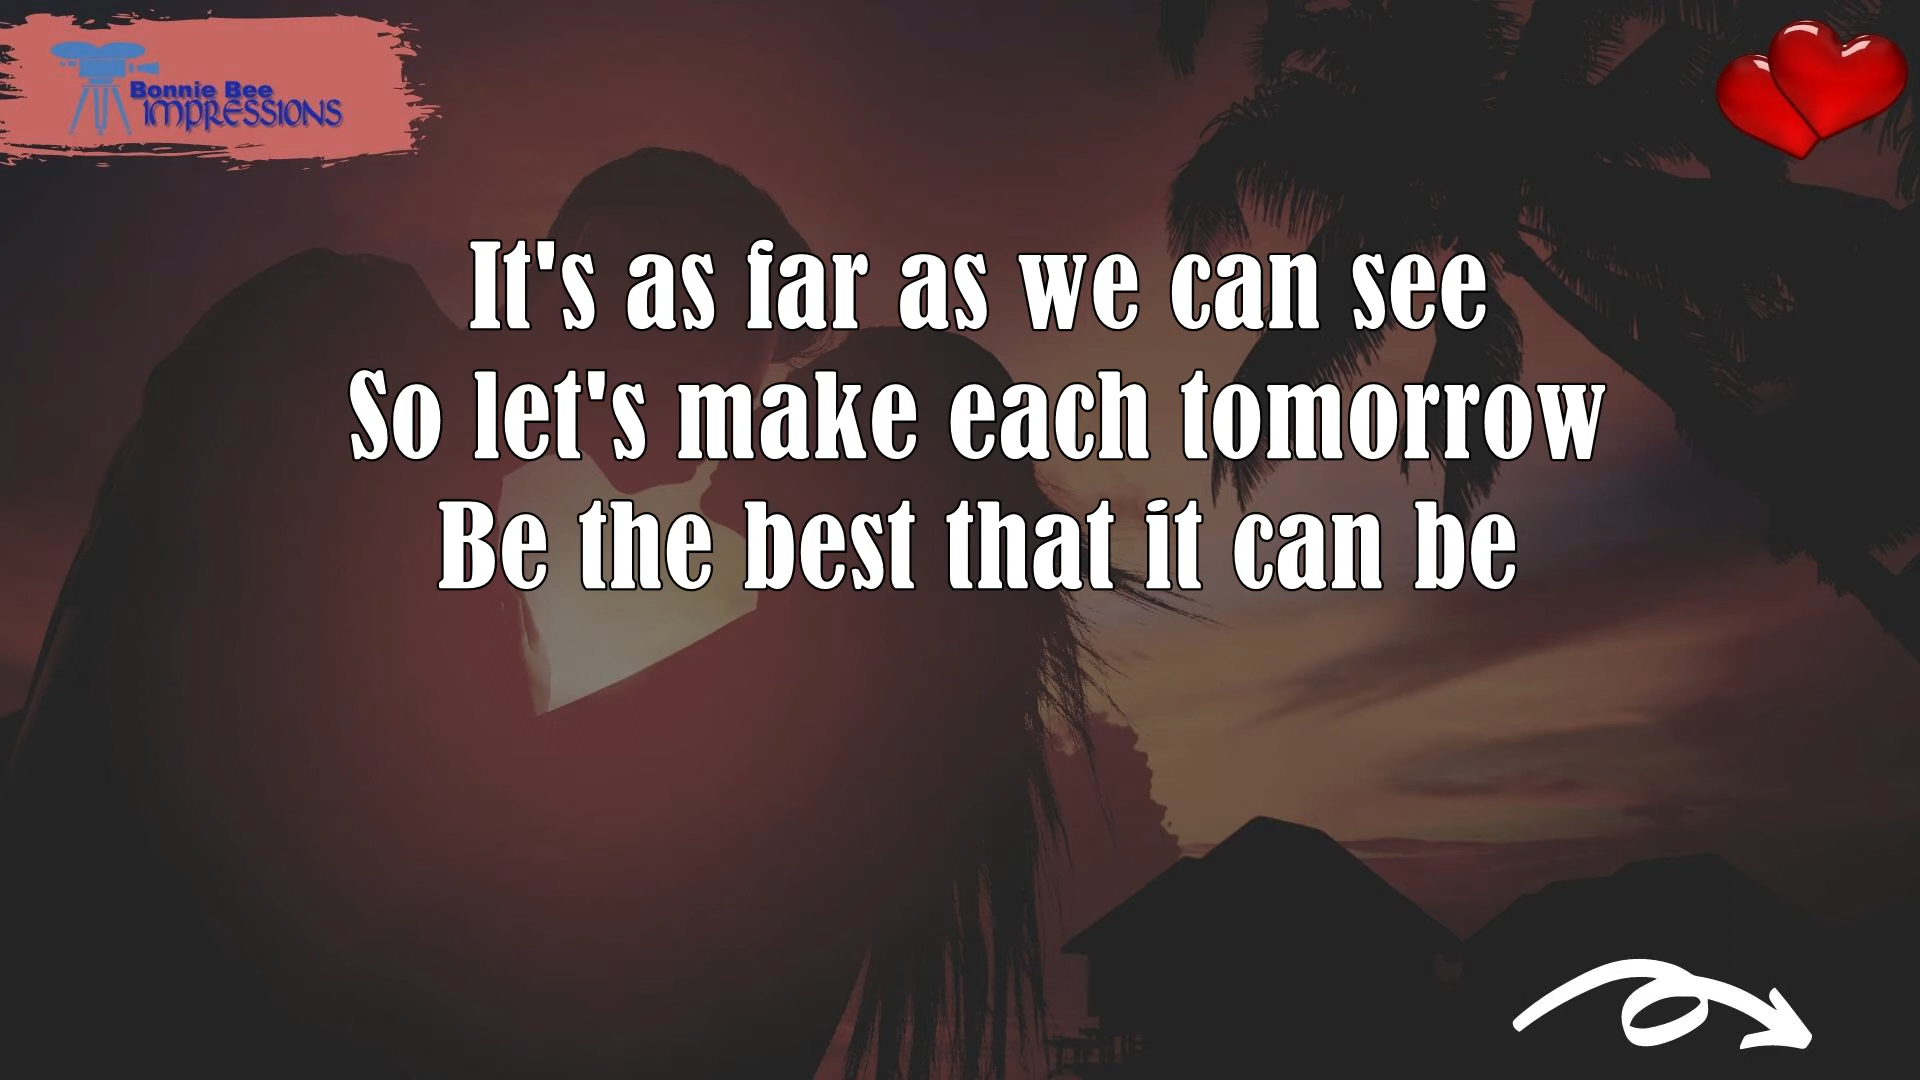 Bonnie Bee
IMPRESSIONS
It's as far as we can see
So let's make each tomorrow
Be the best that it can be